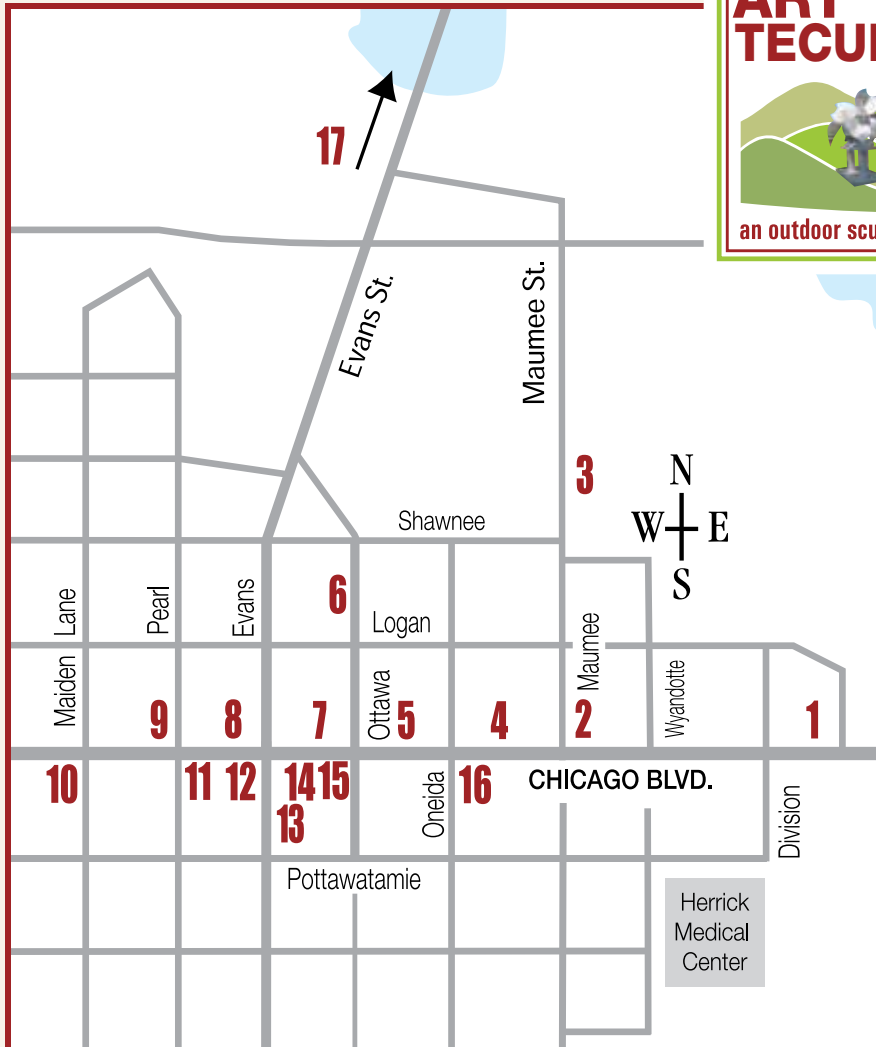 ART
TECU
an outdoor scu
17
Evans St.
Maumee St.
3
N
W E
S
Shawnee
6
Logan
Maiden Lane
Pearl
Evans
Ottawa
Maumee
Wyandotte
9
8
7
5
4
2
1
10
11
12
14
15
13
Oneida
16
CHICAGO BLVD.
Division
Pottawatamie
Herrick
Medical
Center